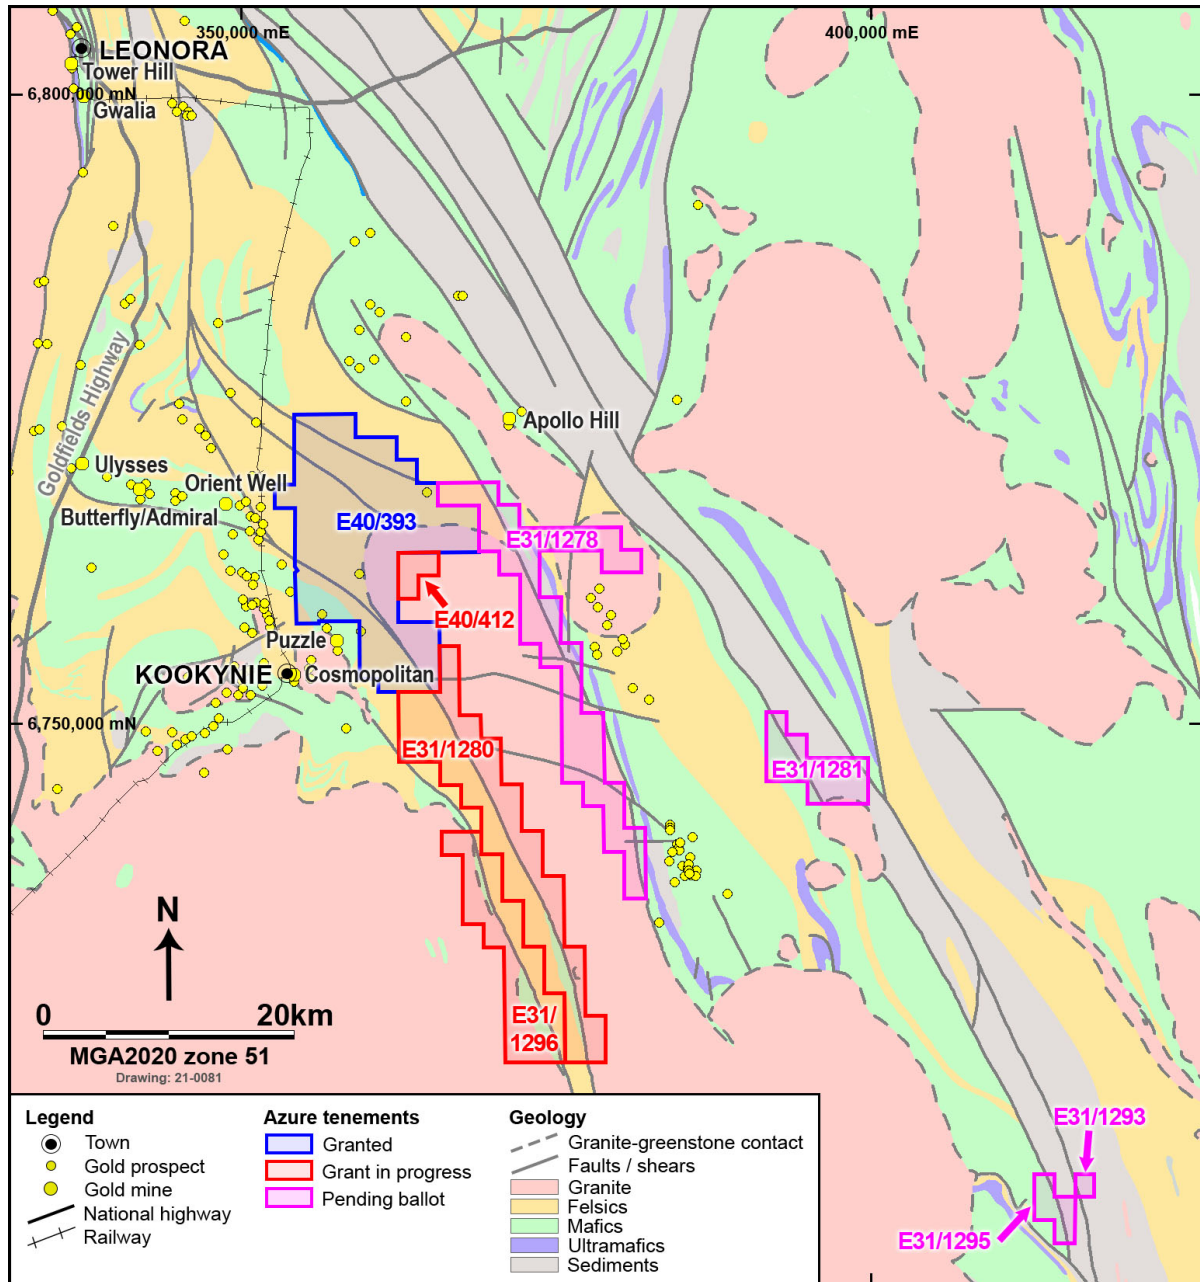 350,000 mE
400,000 mE
LEONORA
Tower Hill
6,800,000 mN
Gwalia
Goldfields Highway
Apollo Hill
Ulysses
Orient Well
Butterfly/Admiral
E40/393
E31/1278
E40/412
Puzzle
KOOKYNIE
Cosmopolitan
6,750,000 mN
E31/1280
E31/1281
N
0 20km
MGA2020 zone 51
Drawing: 21-0081
E31/
1296
E31/1293
E31/1295
Legend
Town
Gold prospect
Gold mine
National highway
Railway
Azure tenements
Granted
Grant in progress
Pending ballot
Geology
Granite-greenstone contact
Faults / shears
Granite
Felsics
Mafics
Ultramafics
Sediments